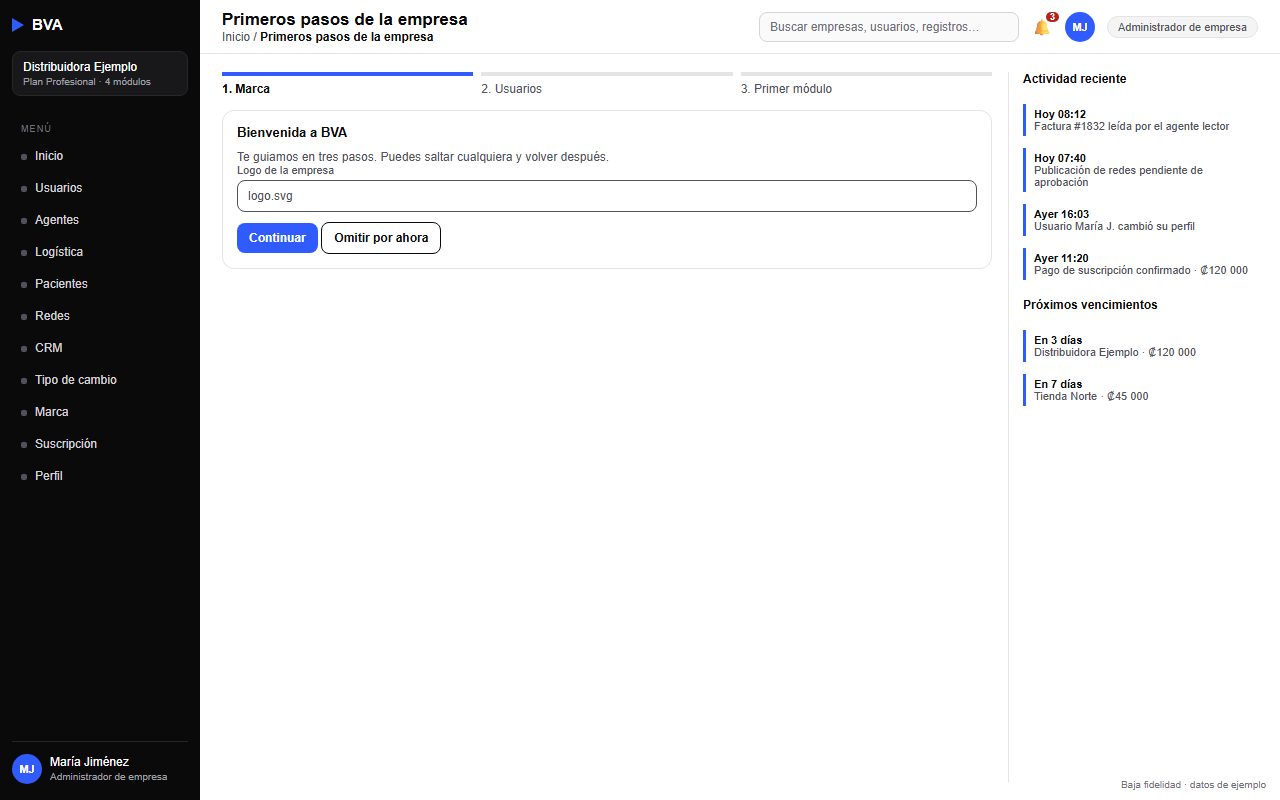 BVA
Distribuidora Ejemplo
Plan Profesional · 4 módulos
MENÚ
Inicio
Usuarios
Agentes
Logística
Pacientes
Redes
CRM
Tipo de cambio
Marca
Suscripción
Perfil
MJ
María Jiménez
Administrador de empresa
Primeros pasos de la empresa
Inicio / Primeros pasos de la empresa
Buscar empresas, usuarios, registros…
3
MJ
Administrador de empresa
1. Marca
2. Usuarios
3. Primer módulo
Bienvenida a BVA
Te guiamos en tres pasos. Puedes saltar cualquiera y volver después.
Logo de la empresa
logo.svg
Continuar
Omitir por ahora
Actividad reciente
Hoy 08:12
Factura #1832 leída por el agente lector
Hoy 07:40
Publicación de redes pendiente de
aprobación
Ayer 16:03
Usuario María J. cambió su perfil
Ayer 11:20
Pago de suscripción confirmado · ₡120 000
Próximos vencimientos
En 3 días
Distribuidora Ejemplo · ₡120 000
En 7 días
Tienda Norte · ₡45 000
Baja fidelidad · datos de ejemplo